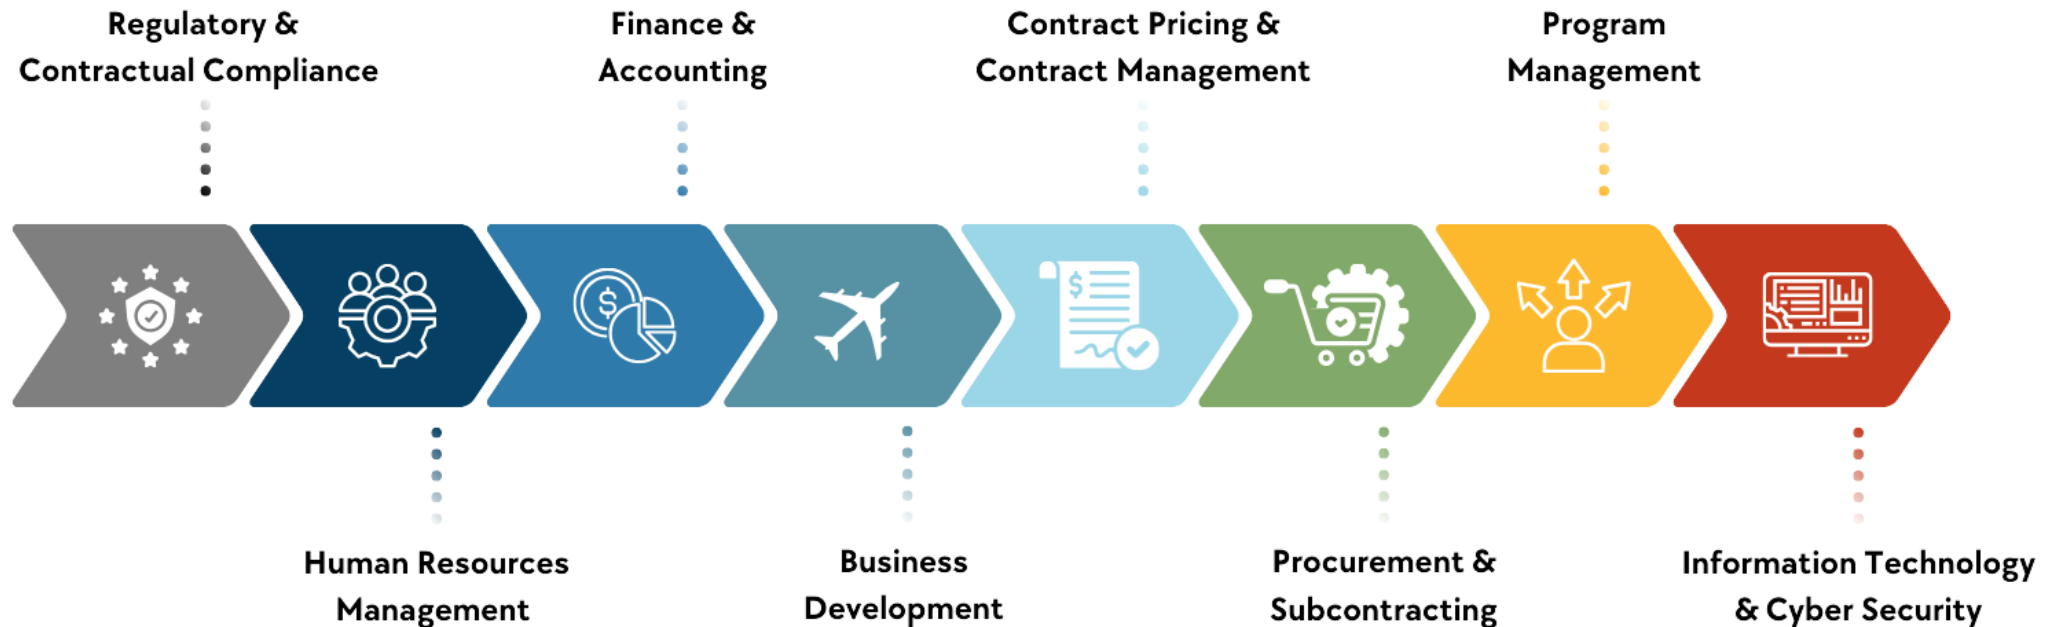 Regulatory &
Contractual Compliance
Finance &
Accounting
Contract Pricing &
Contract Management
Program
Management
$
$
Human Resources
Management
Business
Development
Procurement &
Subcontracting
Information Technology
& Cyber Security